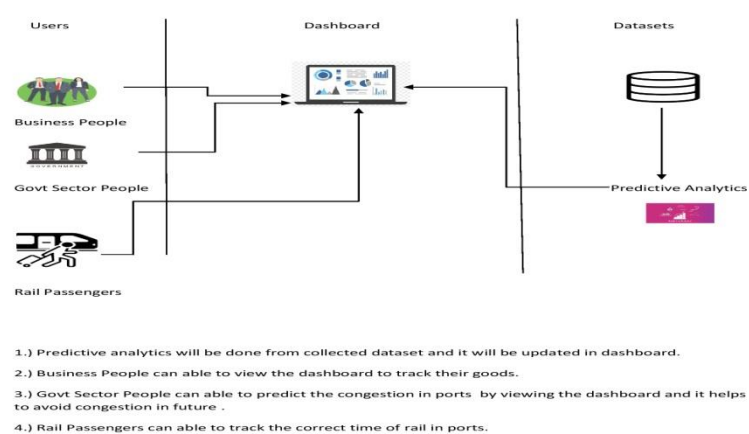 Users
Dashboard
Datasets
Business People
GOVERNMENT
Govt Sector People
Predictive Analytics
Rail Passengers
1.) Predictive analytics will be done from collected dataset and it will be updated in dashboard.
2.) Business People can able to view the dashboard to track their goods.
3.) Govt Sector People can able to predict the congestion in ports by viewing the dashboard and it helps
to avoid congestion in future .
4.) Rail Passengers can able to track the correct time of rail in ports.